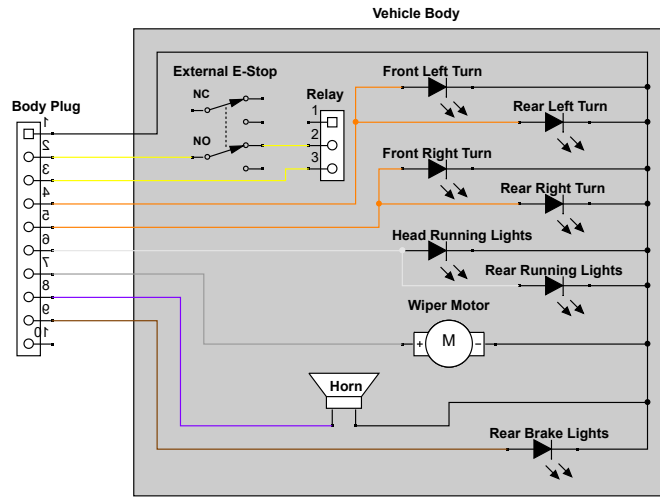 Vehicle Body
External E-Stop
NC
NO
Relay
1
2
3
Body Plug
1
2
3
4
5
6
7
8
9
10
Front Left Turn
Rear Left Turn
Front Right Turn
Rear Right Turn
Head Running Lights
Rear Running Lights
Wiper Motor
+ M −
Horn
Rear Brake Lights